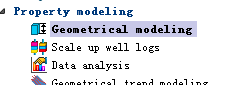 Property modeling
Geometrical modeling
Scale up well logs
Data analysis
Geometrical trend modeling